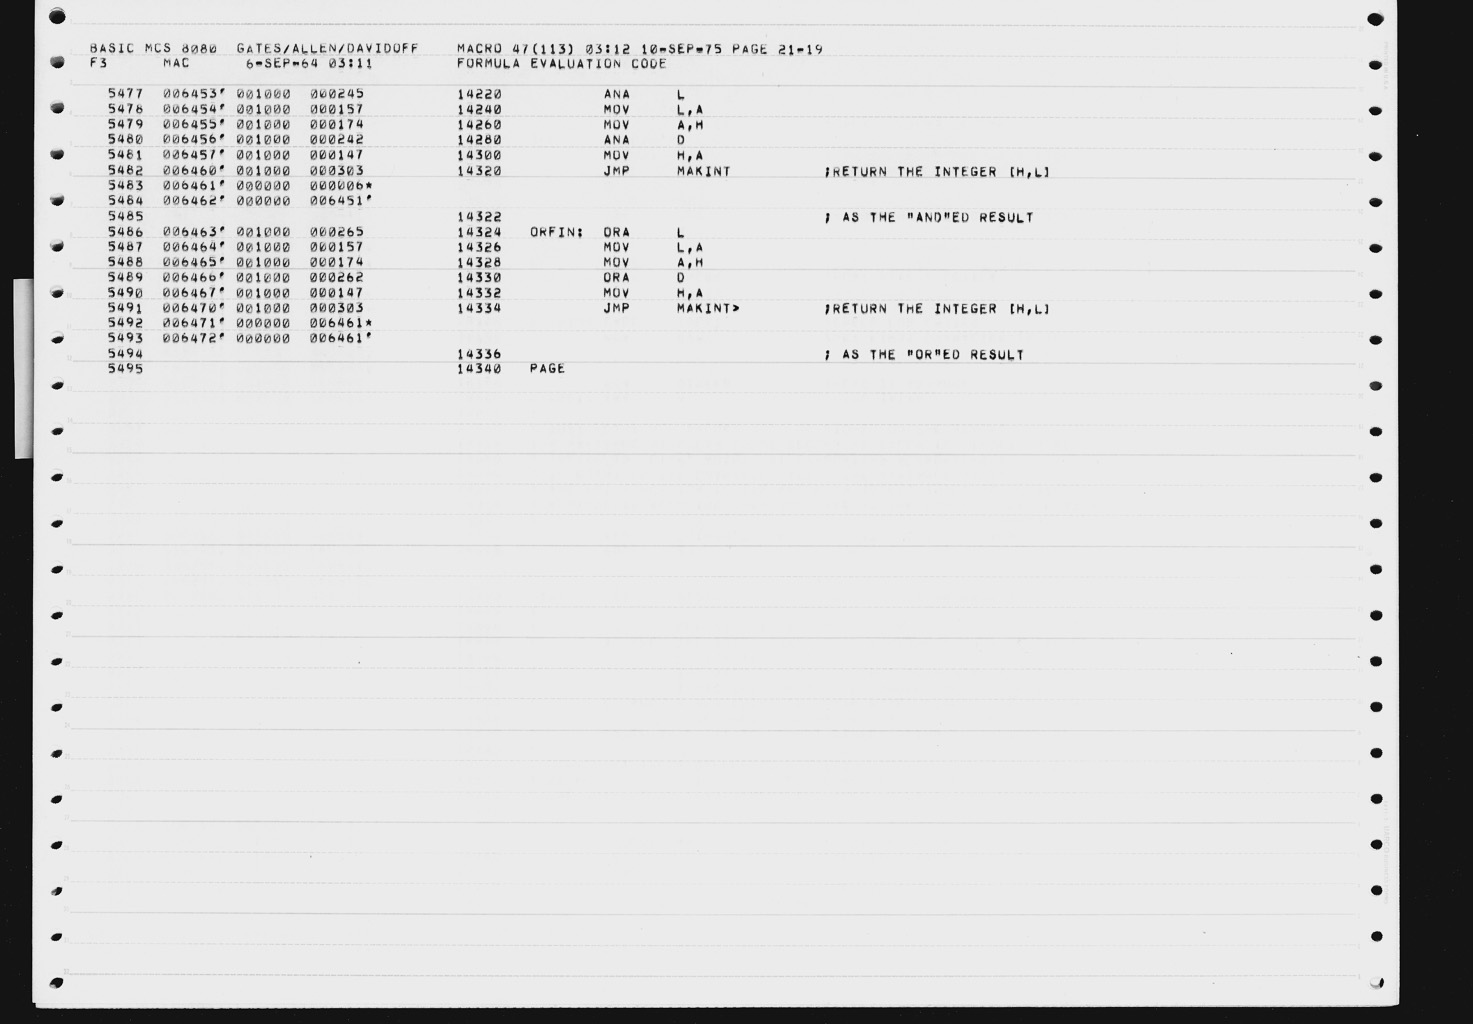 BASIC MCS 8080  GATES/ALLEN/DAVIDOFF    MACRO 47(113) 03:12 10-SEP-75 PAGE 21-19
F3      MAC      6-SEP-64 03:11         FORMULA EVALUATION CODE
5477  006453' 001000  000245          14220           ANA     L
5478  006454' 001000  000157          14240           MOV     L,A
5479  006455' 001000  000174          14260           MOV     A,H
5480  006456' 001000  000242          14280           ANA     D
5481  006457' 001000  000147          14300           MOV     H,A
5482  006460' 001000  000303          14320           JMP     MAKINT          ;RETURN THE INTEGER [H,L]
5483  006461' 000000  000006*
5484  006462' 000000  006451'
5485                                  14322                                   ; AS THE "AND"ED RESULT
5486  006463' 001000  000265          14324   ORFIN:  ORA     L
5487  006464' 001000  000157          14326           MOV     L,A
5488  006465' 001000  000174          14328           MOV     A,H
5489  006466' 001000  000262          14330           ORA     D
5490  006467' 001000  000147          14332           MOV     H,A
5491  006470' 001000  000303          14334           JMP     MAKINT>         ;RETURN THE INTEGER [H,L]
5492  006471' 000000  006461*
5493  006472' 000000  006461'
5494                                  14336                                   ; AS THE "OR"ED RESULT
5495                                  14340   PAGE